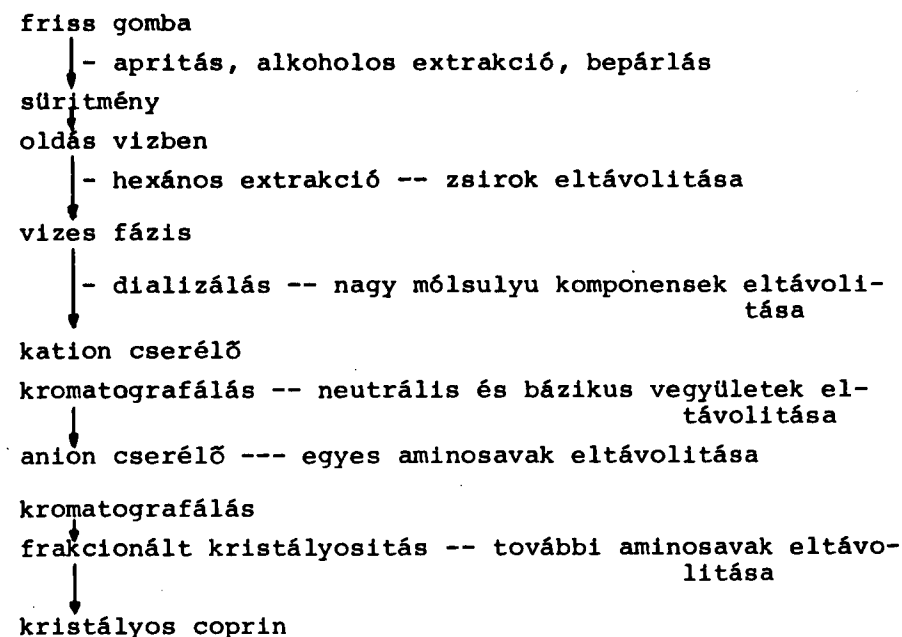 friss gomba
- apritás, alkoholos extrakció, bepárlás
süritmény
oldás vizben
- hexános extrakció -- zsirok eltávolitása
vizes fázis
- dializálás -- nagy mólsulyu komponensek eltávoli-
tása
kation cserélő
kromatografálás -- neutrális és bázikus vegyületek el-
távolitása
anion cserélő --- egyes aminosavak eltávolitása
kromatografálás
frakcionált kristályositás -- további aminosavak eltávo-
litása
kristályos coprin